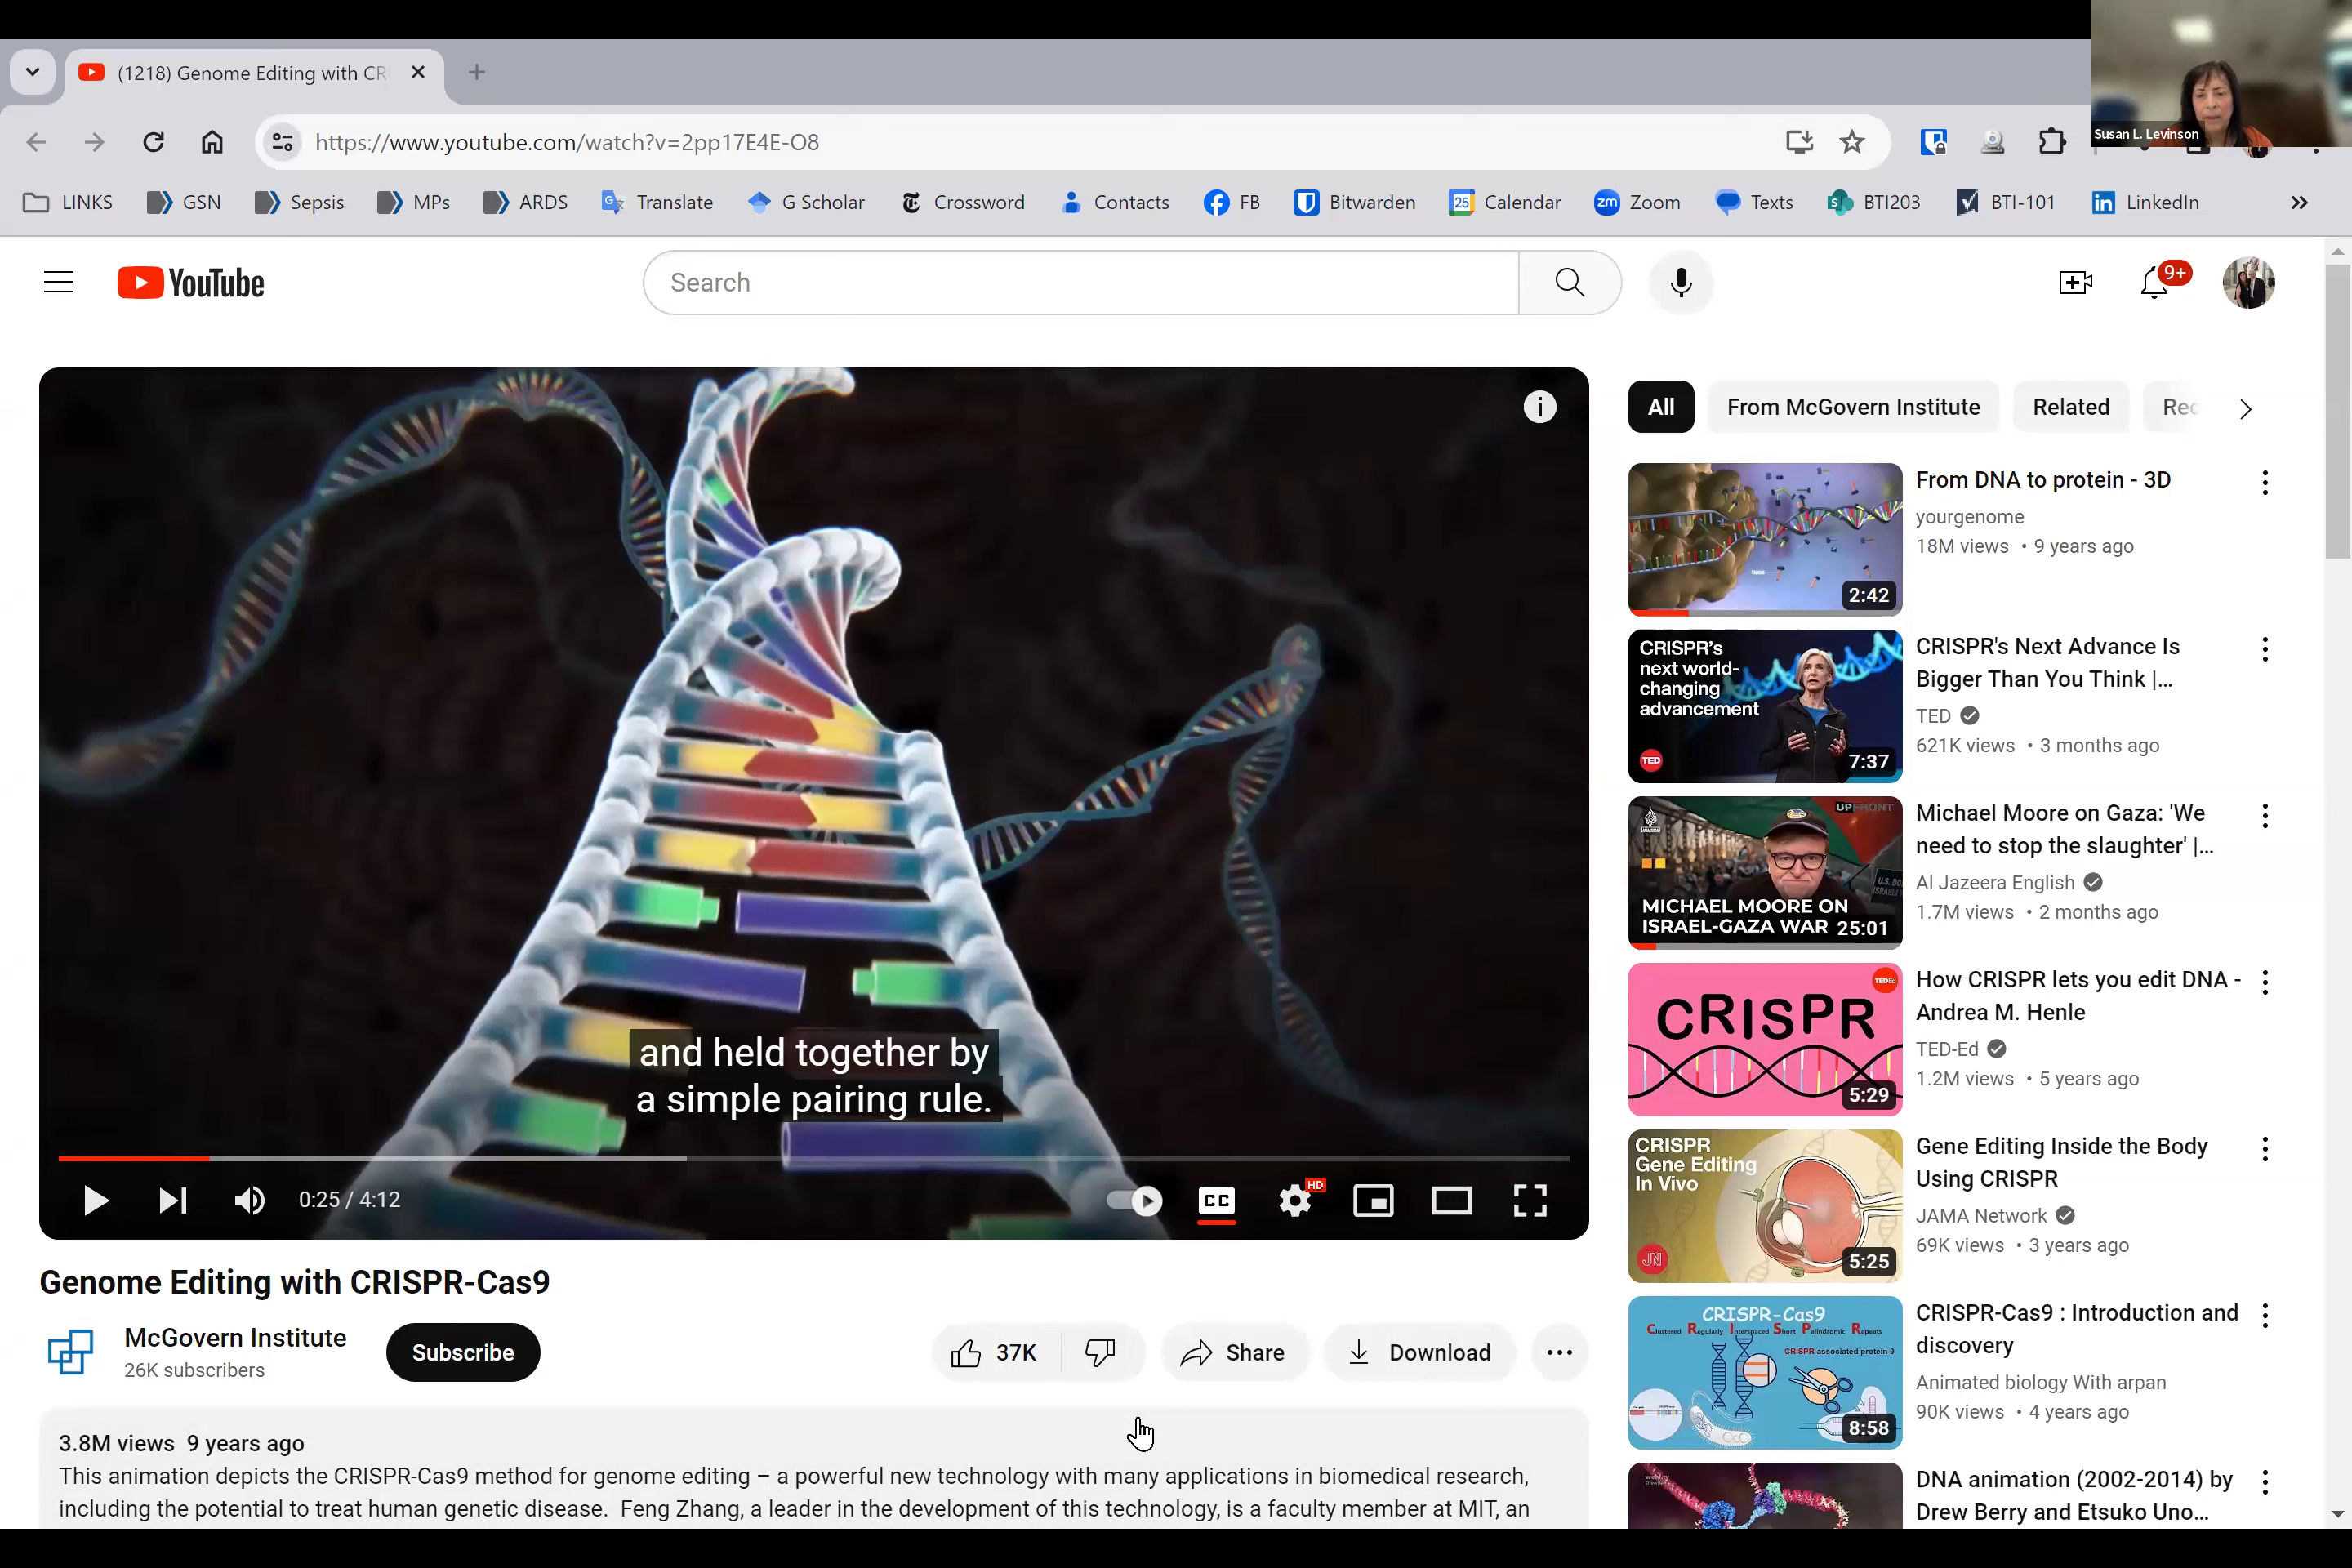 (1218) Genome Editing with CR
Susan L. Levinson
https://www.youtube.com/watch?v=2pp17E4E-O8
LINKS GSN Sepsis MPs ARDS Translate G Scholar Crossword Contacts FB Bitwarden 25 Calendar zm Zoom Texts BTI203 BTI-101 in LinkedIn
YouTube
Search
9+
and held together by
a simple pairing rule.
0:25 / 4:12
CC
HD
Genome Editing with CRISPR-Cas9
McGovern Institute
26K subscribers
Subscribe
37K
Share
Download
3.8M views 9 years ago
This animation depicts the CRISPR-Cas9 method for genome editing – a powerful new technology with many applications in biomedical research,
including the potential to treat human genetic disease. Feng Zhang, a leader in the development of this technology, is a faculty member at MIT, an
All From McGovern Institute Related Rec
2:42
From DNA to protein - 3D
yourgenome
18M views • 9 years ago
CRISPR's
next world-
changing
advancement
TED
7:37
CRISPR's Next Advance Is
Bigger Than You Think |...
TED
621K views • 3 months ago
UPFRONT
MICHAEL MOORE ON
ISRAEL-GAZA WAR
25:01
Michael Moore on Gaza: 'We
need to stop the slaughter' |...
Al Jazeera English
1.7M views • 2 months ago
TEDEd
CRISPR
5:29
How CRISPR lets you edit DNA -
Andrea M. Henle
TED-Ed
1.2M views • 5 years ago
CRISPR
Gene Editing
In Vivo
JN
5:25
Gene Editing Inside the Body
Using CRISPR
JAMA Network
69K views • 3 years ago
CRISPR-Cas9
Clustered Regularly Interspaced Short Palindromic Repeats
CRISPR associated protein 9
8:58
CRISPR-Cas9 : Introduction and
discovery
Animated biology With arpan
90K views • 4 years ago
DNA animation (2002-2014) by
Drew Berry and Etsuko Uno...